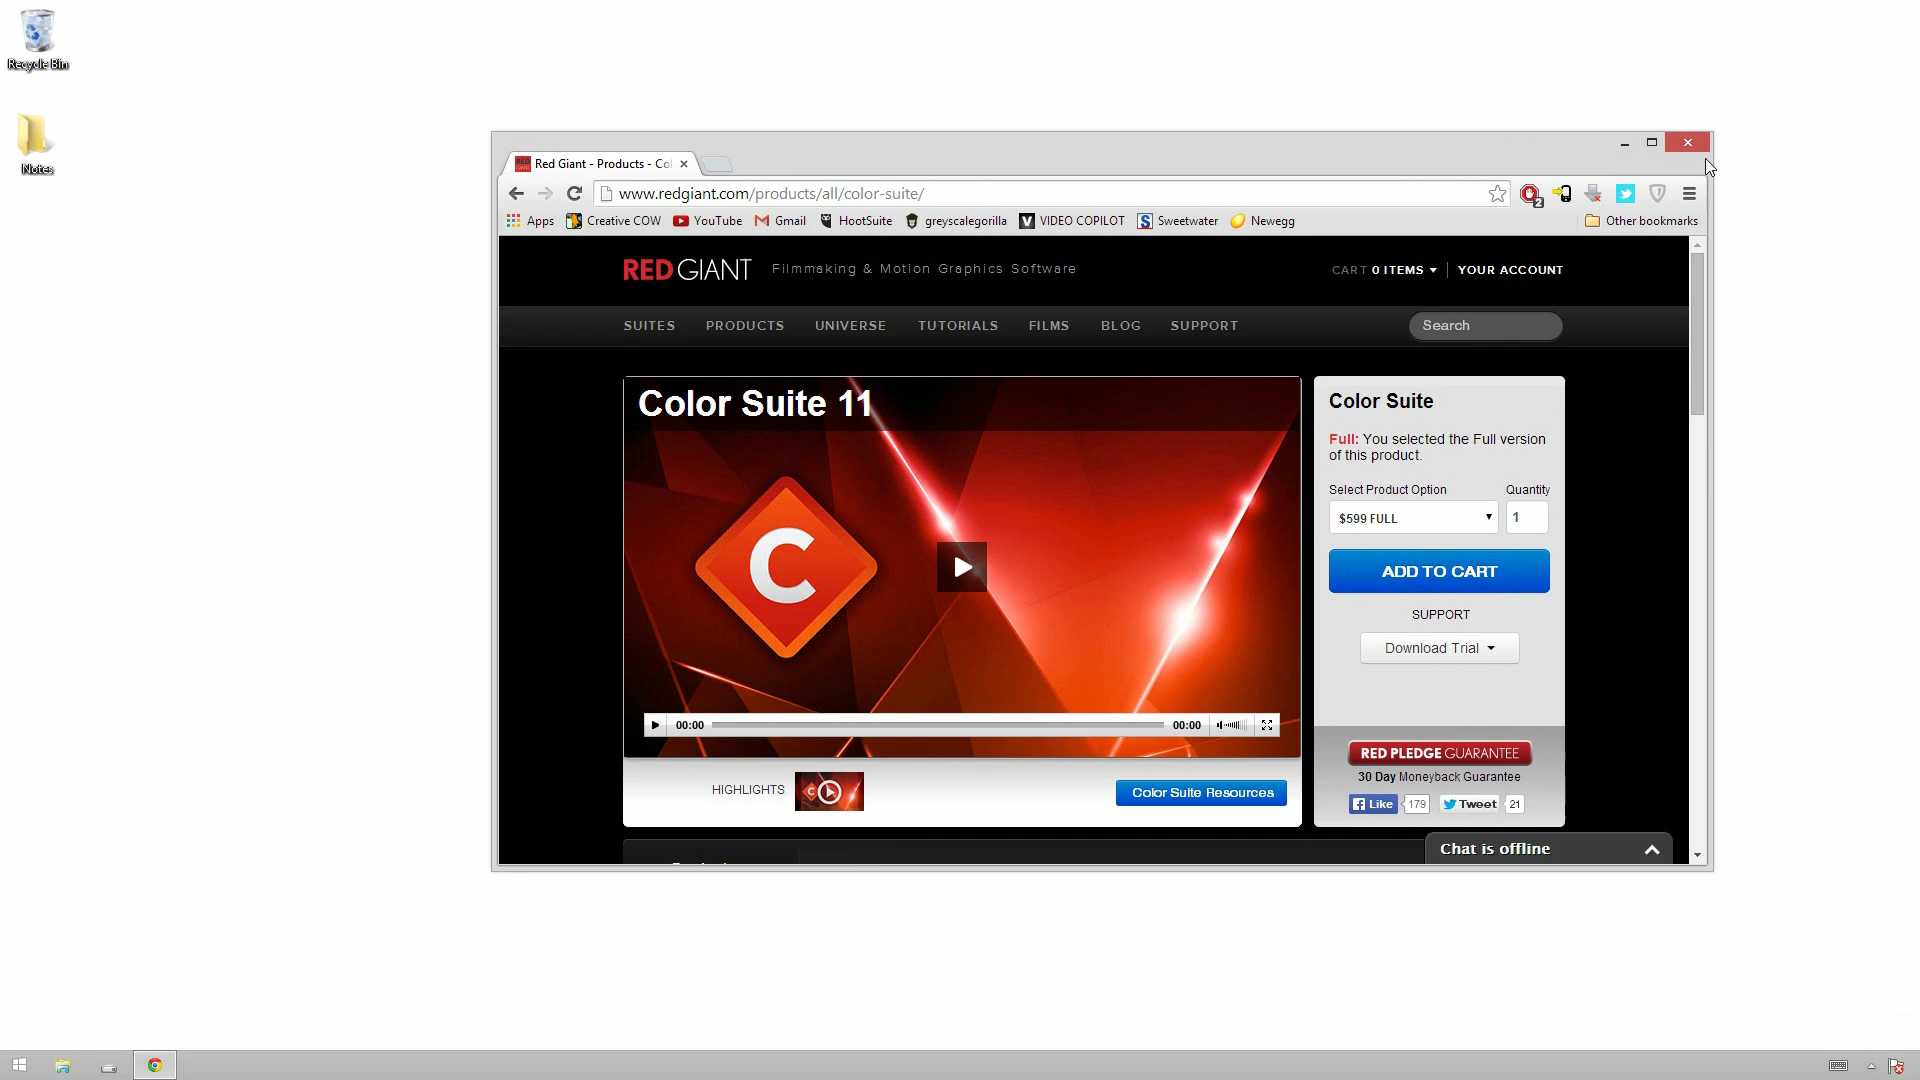 Recycle Bin
Notes
Red Giant - Products - Co
www.redgiant.com/products/all/color-suite/
2
Apps
Creative COW
YouTube
Gmail
HootSuite
greyscalegorilla
VIDEO COPILOT
Sweetwater
Newegg
Other bookmarks
RED GIANT
Filmmaking & Motion Graphics Software
CART 0 ITEMS
YOUR ACCOUNT
SUITES
PRODUCTS
UNIVERSE
TUTORIALS
FILMS
BLOG
SUPPORT
Search
Color Suite 11
C
00:00
00:00
HIGHLIGHTS
Color Suite Resources
Color Suite
Full: You selected the Full version
of this product.
Select Product Option
Quantity
$599 FULL
1
ADD TO CART
SUPPORT
Download Trial
RED PLEDGE GUARANTEE
30 Day Moneyback Guarantee
Like
179
Tweet
21
Chat is offline